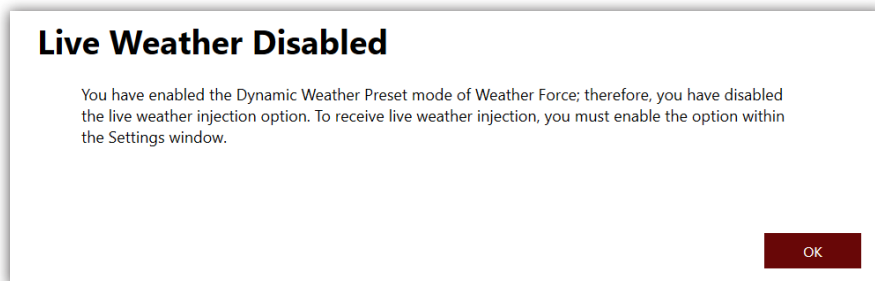 Live Weather Disabled
You have enabled the Dynamic Weather Preset mode of Weather Force; therefore, you have disabled
the live weather injection option. To receive live weather injection, you must enable the option within
the Settings window.
OK